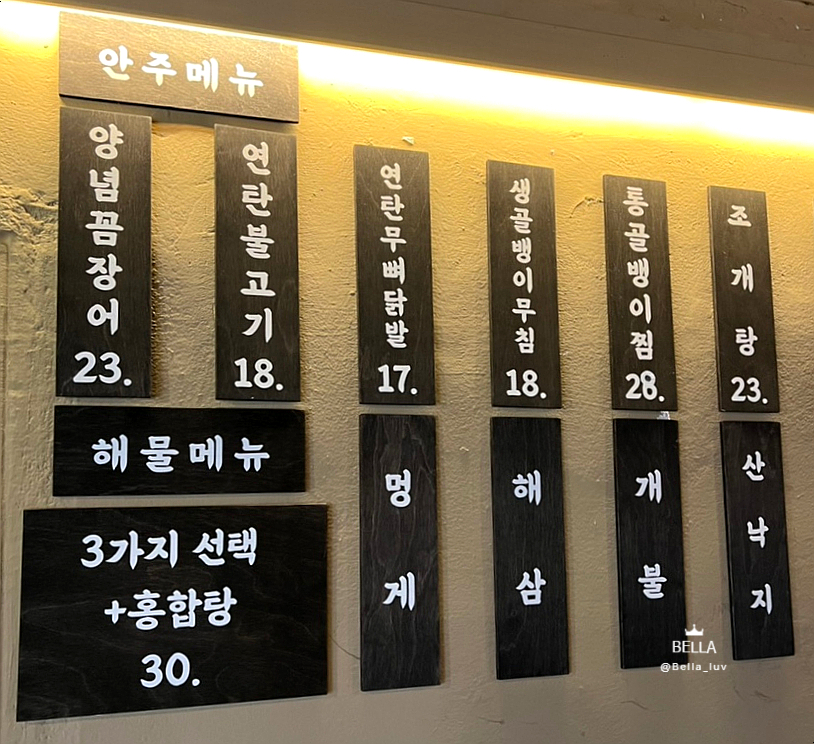 안주메뉴
양념꼼장어
23.
연탄불고기
18.
연탄무뼈닭발
17.
생골뱅이무침
18.
통골뱅이찜
28.
조개탕
23.
해물메뉴
3가지 선택
+홍합탕
30.
멍게
해삼
개불
산낙지
BELLA
@Bella_luv